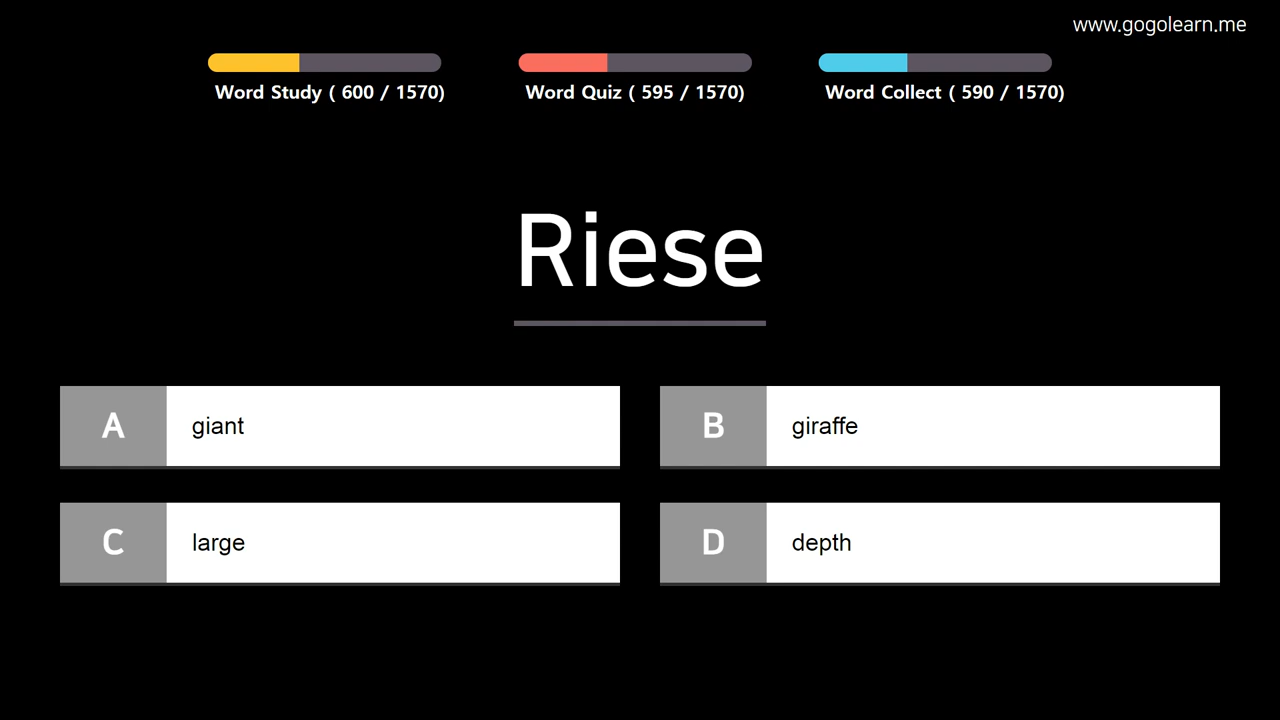 www.gogolearn.me
Word Study ( 600 / 1570)
Word Quiz ( 595 / 1570)
Word Collect ( 590 / 1570)
Riese
A giant
B giraffe
C large
D depth